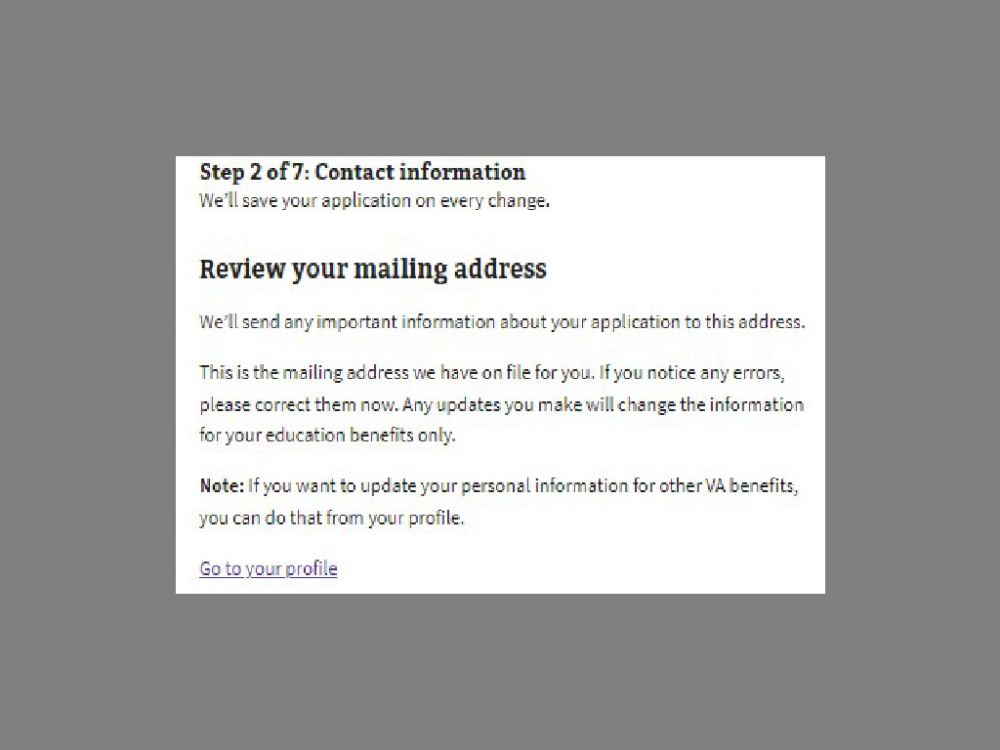 Step 2 of 7: Contact information
We’ll save your application on every change.
Review your mailing address
We’ll send any important information about your application to this address.
This is the mailing address we have on file for you. If you notice any errors,
please correct them now. Any updates you make will change the information
for your education benefits only.
Note: If you want to update your personal information for other VA benefits,
you can do that from your profile.
Go to your profile